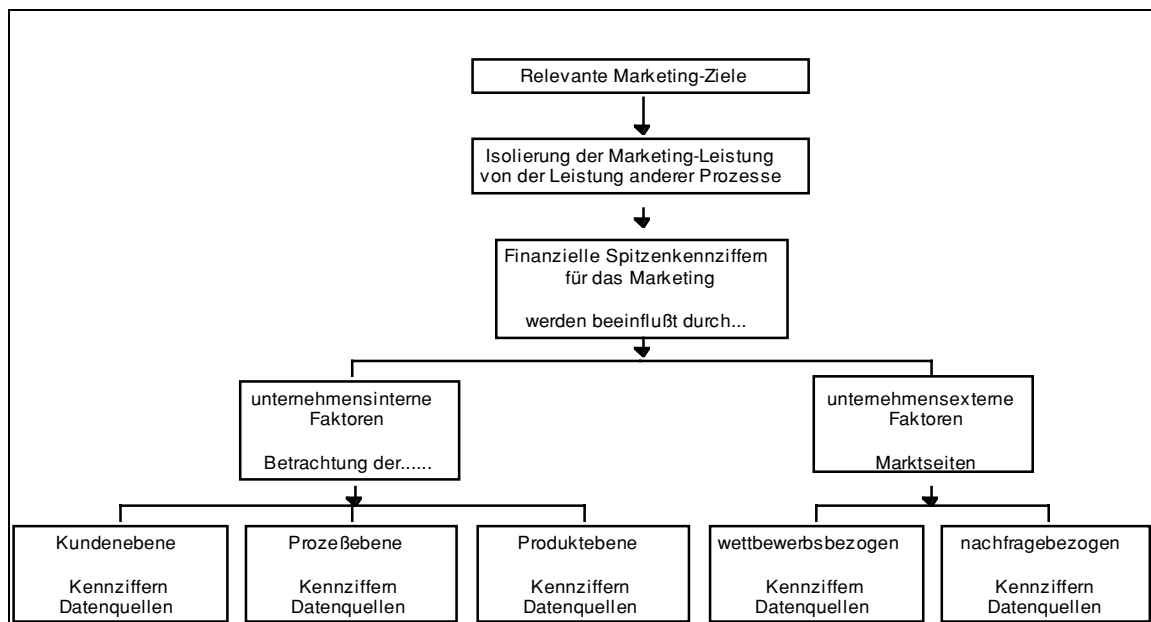 Relevante Marketing-Ziele
Isolierung der Marketing-Leistung
von der Leistung anderer Prozesse
Finanzielle Spitzenkennziffern
für das Marketing
werden beeinflußt durch...
unternehmensinterne
Faktoren
Betrachtung der......
unternehmensexterne
Faktoren
Marktseiten
Kundenebene
Kennziffern
Datenquellen
Prozeßebene
Kennziffern
Datenquellen
Produktebene
Kennziffern
Datenquellen
wettbewerbsbezogen
Kennziffern
Datenquellen
nachfragebezogen
Kennziffern
Datenquellen